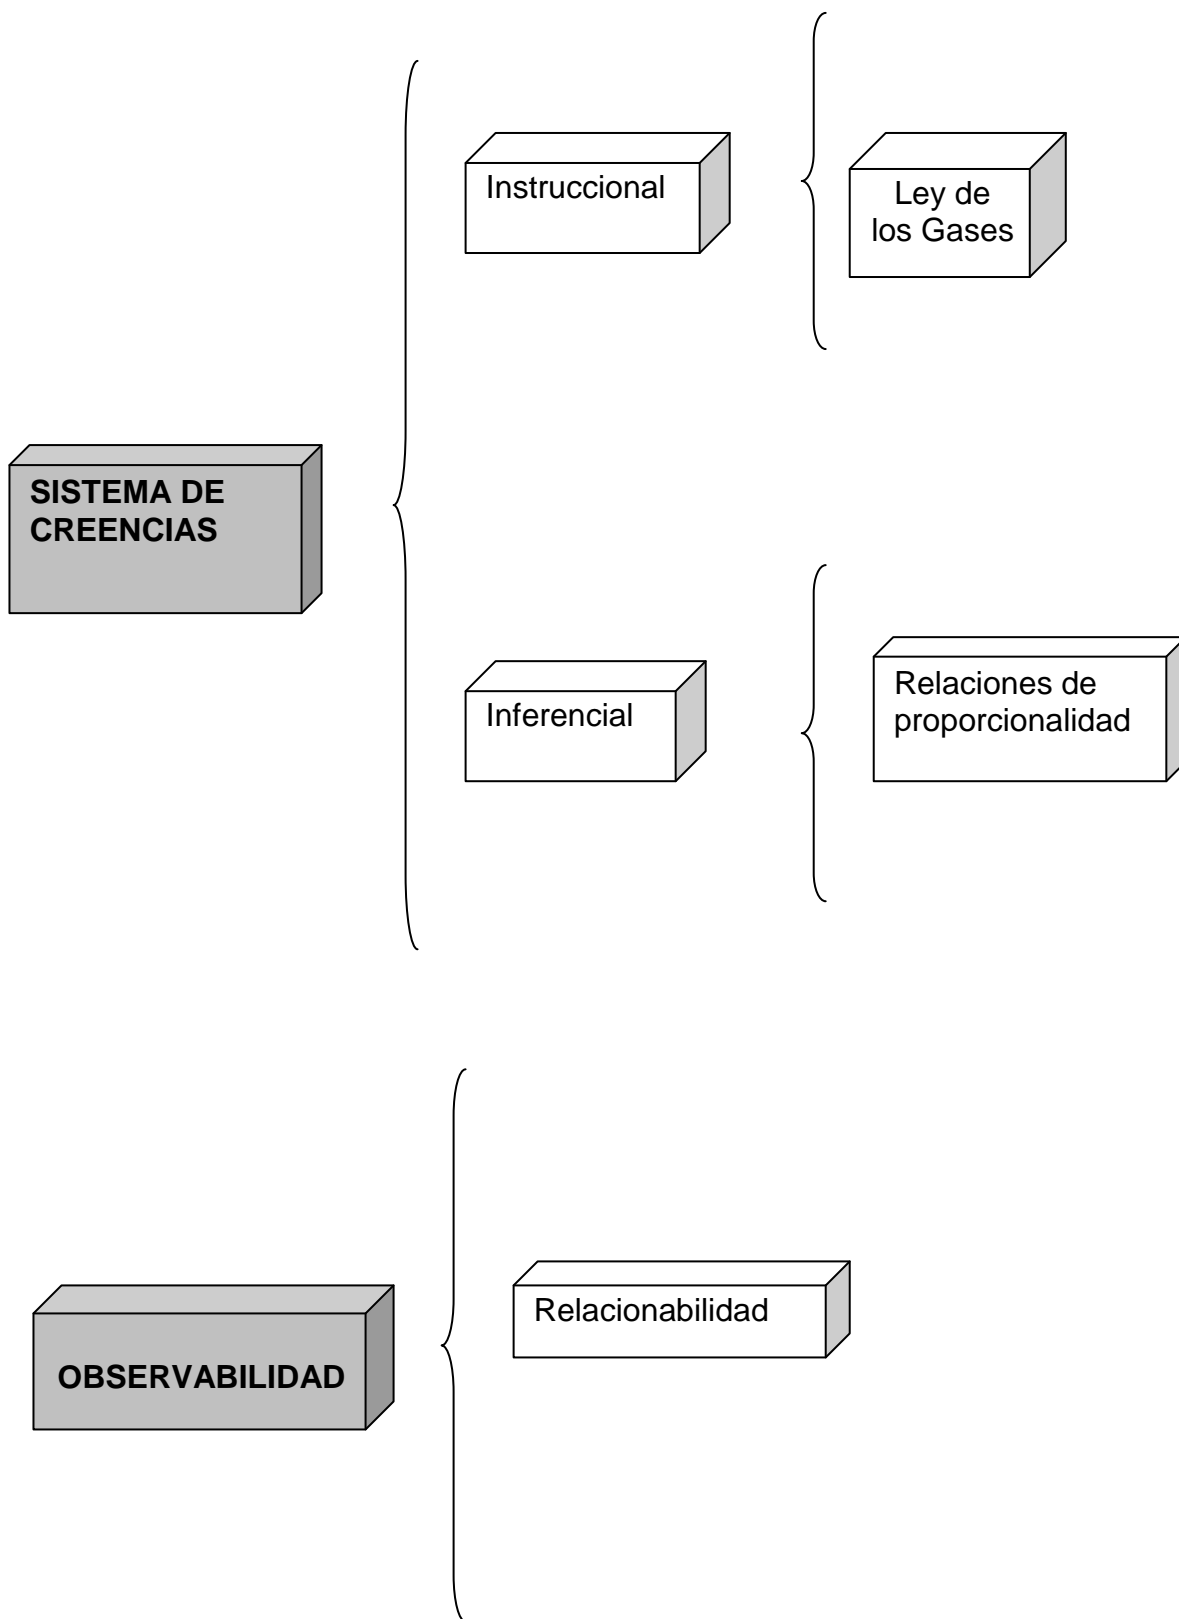 Instruccional
Ley de
los Gases
SISTEMA DE
CREENCIAS
Inferencial
Relaciones de
proporcionalidad
Relacionabilidad
OBSERVABILIDAD